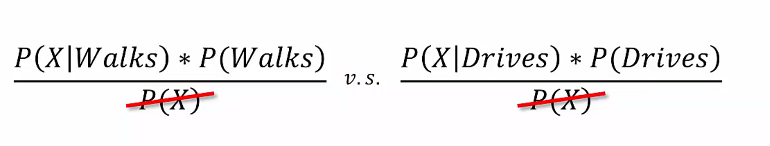 P(X|Walks) ∗ P(Walks) v.s. P(X|Drives) ∗ P(Drives)
P(X) P(X)